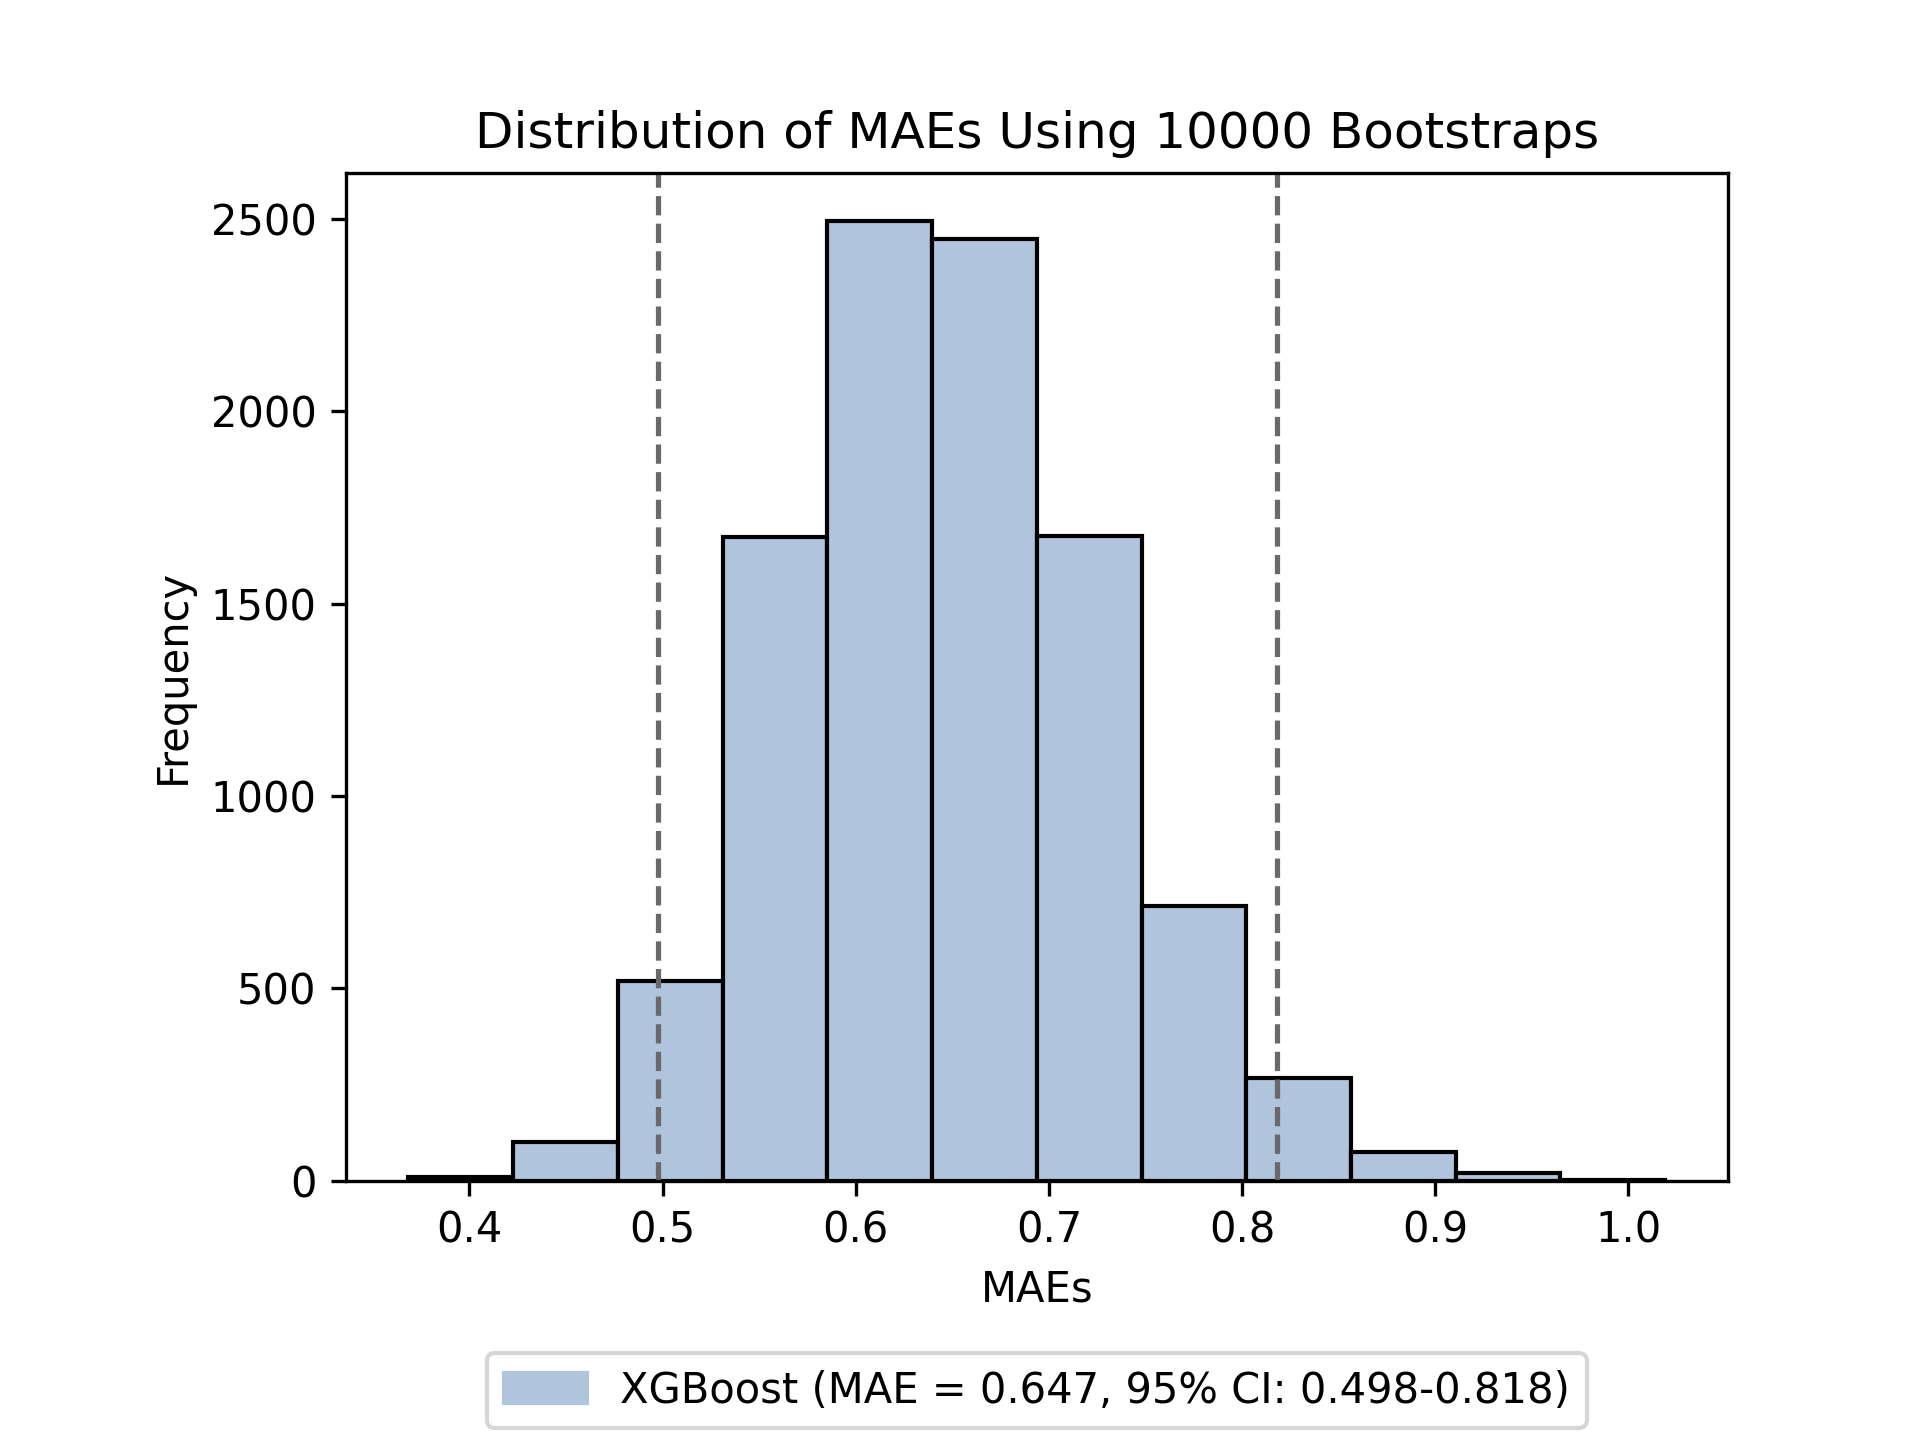 Distribution of MAEs Using 10000 Bootstraps
2500
2000
1500
1000
500
0
Frequency
0.4 0.5 0.6 0.7 0.8 0.9 1.0
MAEs
XGBoost (MAE = 0.647, 95% CI: 0.498-0.818)